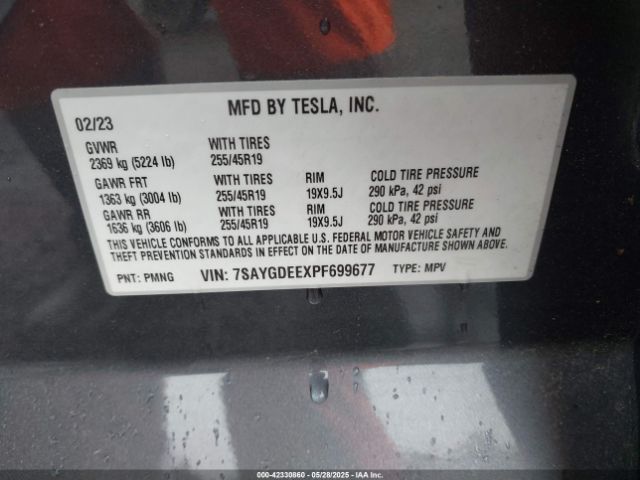 MFD BY TESLA, INC.
02/23
GVWR WITH TIRES
2369 kg (5224 lb) 255/45R19
GAWR FRT WITH TIRES RIM COLD TIRE PRESSURE
1363 kg (3004 lb) 255/45R19 19X9.5J 290 kPa, 42 psi
GAWR RR WITH TIRES RIM COLD TIRE PRESSURE
1636 kg (3606 lb) 255/45R19 19X9.5J 290 kPa, 42 psi
THIS VEHICLE CONFORMS TO ALL APPLICABLE U.S. FEDERAL MOTOR VEHICLE SAFETY AND
THEFT PREVENTION STANDARDS IN EFFECT ON THE DATE OF MANUFACTURE SHOWN ABOVE.
PNT: PMNG VIN: 7SAYGDEEXPF699677 TYPE: MPV
000-42330860 | 05/28/2025 | IAAI.COM